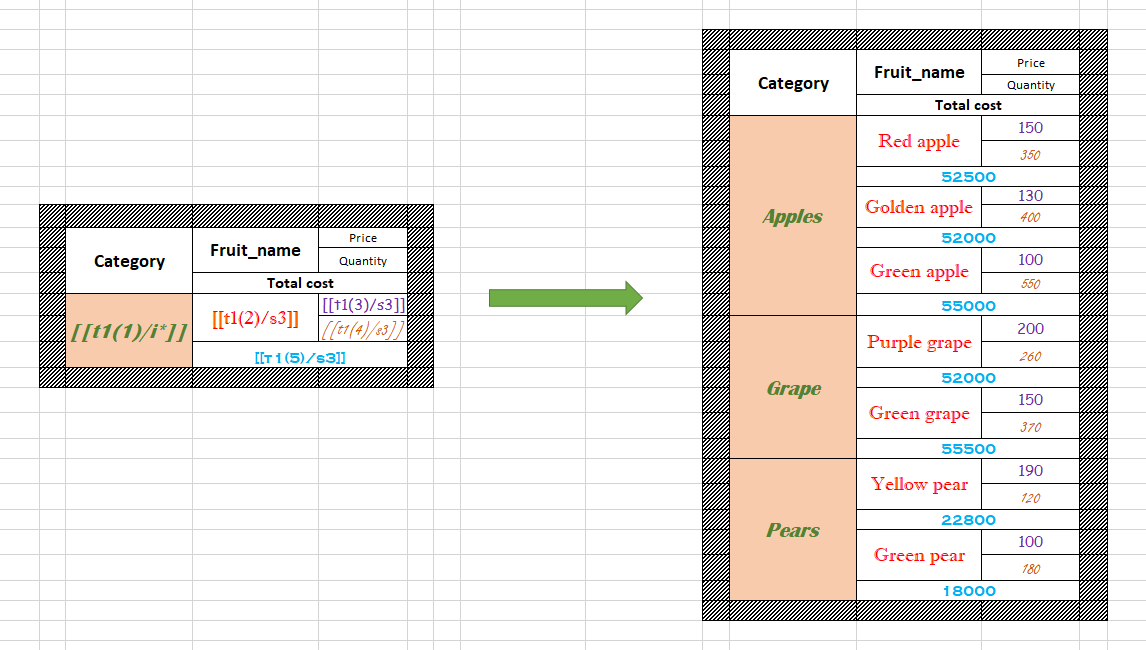 Category
Fruit_name
Price
Quantity
Total cost
[[t1(1)/i*]]
[[t1(2)/s3]]
[[t1(3)/s3]]
[[t1(4)/s3]]
[[T1(5)/s3]]
Category
Fruit_name
Price
Quantity
Total cost
Apples
Red apple
150
350
52500
Golden apple
130
400
52000
Green apple
100
550
55000
Grape
Purple grape
200
260
52000
Green grape
150
370
55500
Pears
Yellow pear
190
120
22800
Green pear
100
180
18000